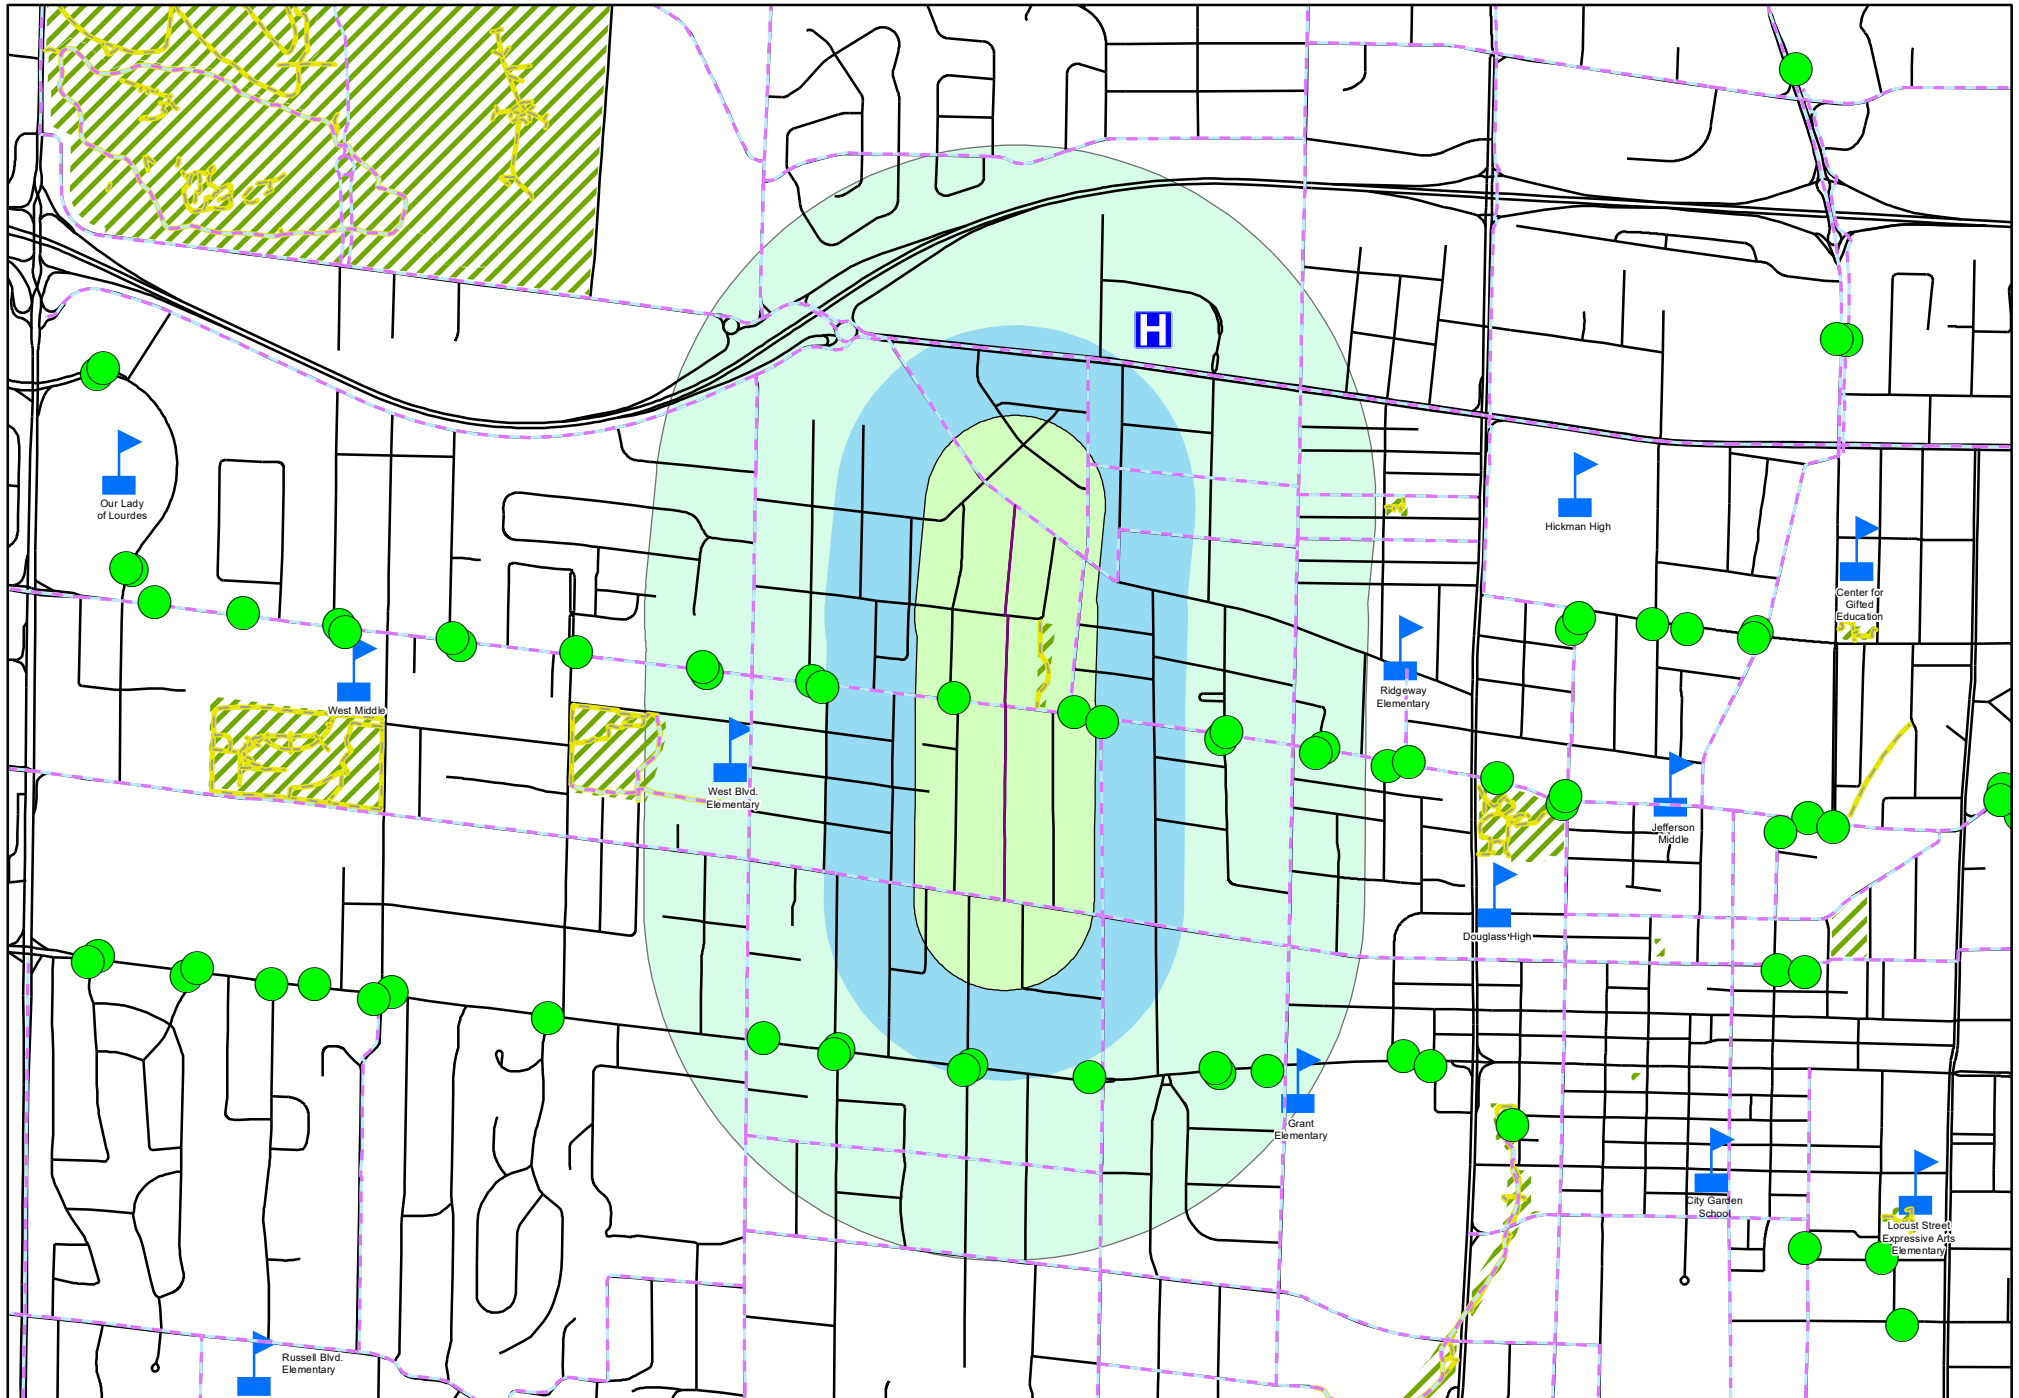 H
Our Lady
of Lourdes
Hickman High
Center for
Gifted
Education
Ridgeway
Elementary
West Middle
West Blvd.
Elementary
Jefferson
Middle
Douglass High
Grant
Elementary
City Garden
School
Locust Street
Expressive Arts
Elementary
Russell Blvd.
Elementary